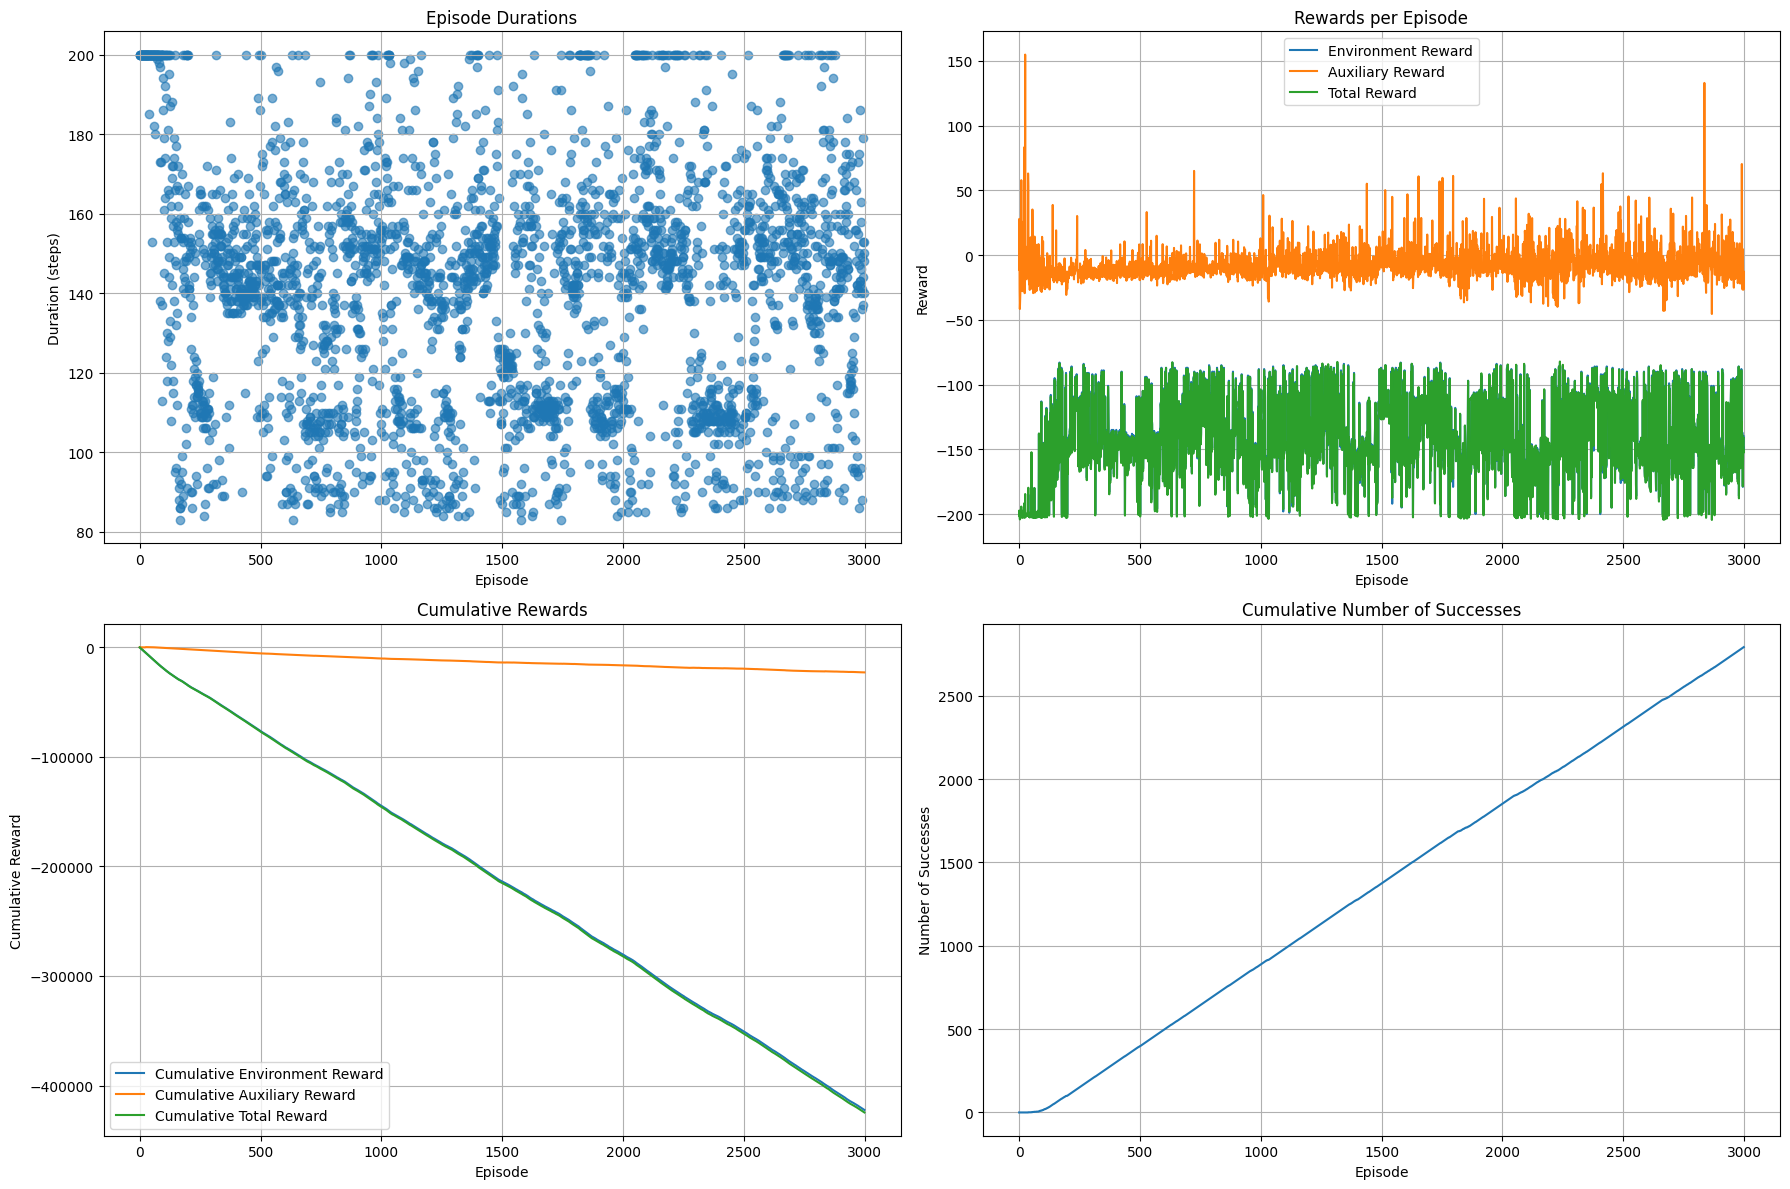 Episode Durations
Duration (steps)
200
180
160
140
120
100
80
0 500 1000 1500 2000 2500 3000
Episode
Rewards per Episode
Environment Reward
Auxiliary Reward
Total Reward
Reward
150
100
50
0
−50
−100
−150
−200
0 500 1000 1500 2000 2500 3000
Episode
Cumulative Rewards
Cumulative Reward
0
−100000
−200000
−300000
−400000
Cumulative Environment Reward
Cumulative Auxiliary Reward
Cumulative Total Reward
0 500 1000 1500 2000 2500 3000
Episode
Cumulative Number of Successes
Number of Successes
2500
2000
1500
1000
500
0
0 500 1000 1500 2000 2500 3000
Episode